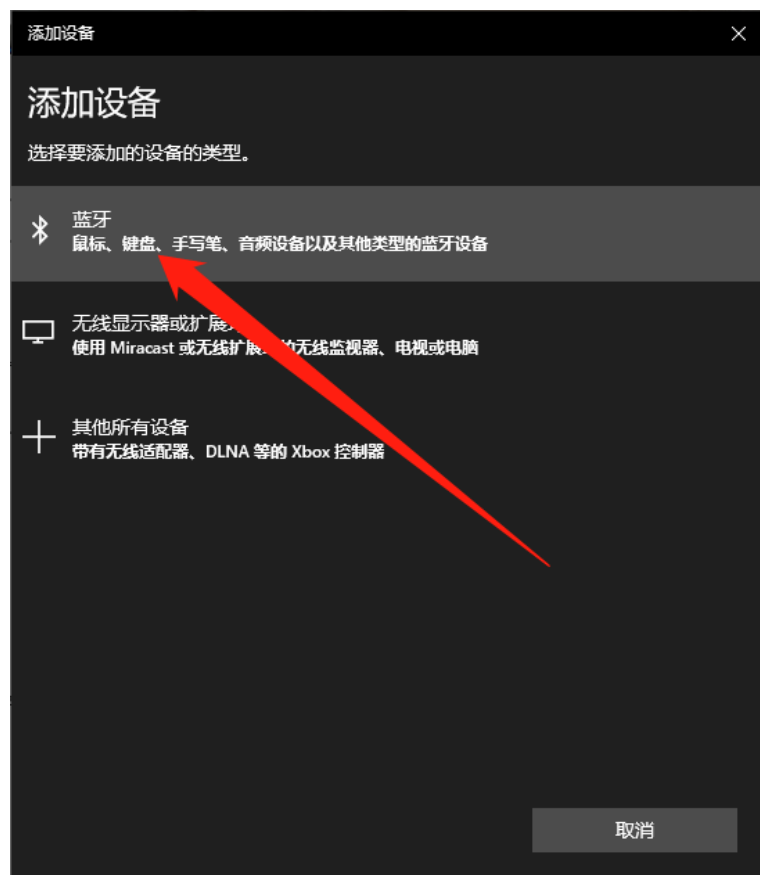 添加设备
添加设备
选择要添加的设备的类型。
蓝牙
鼠标、键盘、手写笔、音频设备以及其他类型的蓝牙设备
无线显示器或扩展
使用 Miracast 或无线扩展 的无线监视器、电视或电脑
其他所有设备
带有无线适配器、DLNA 等的 Xbox 控制器
取消